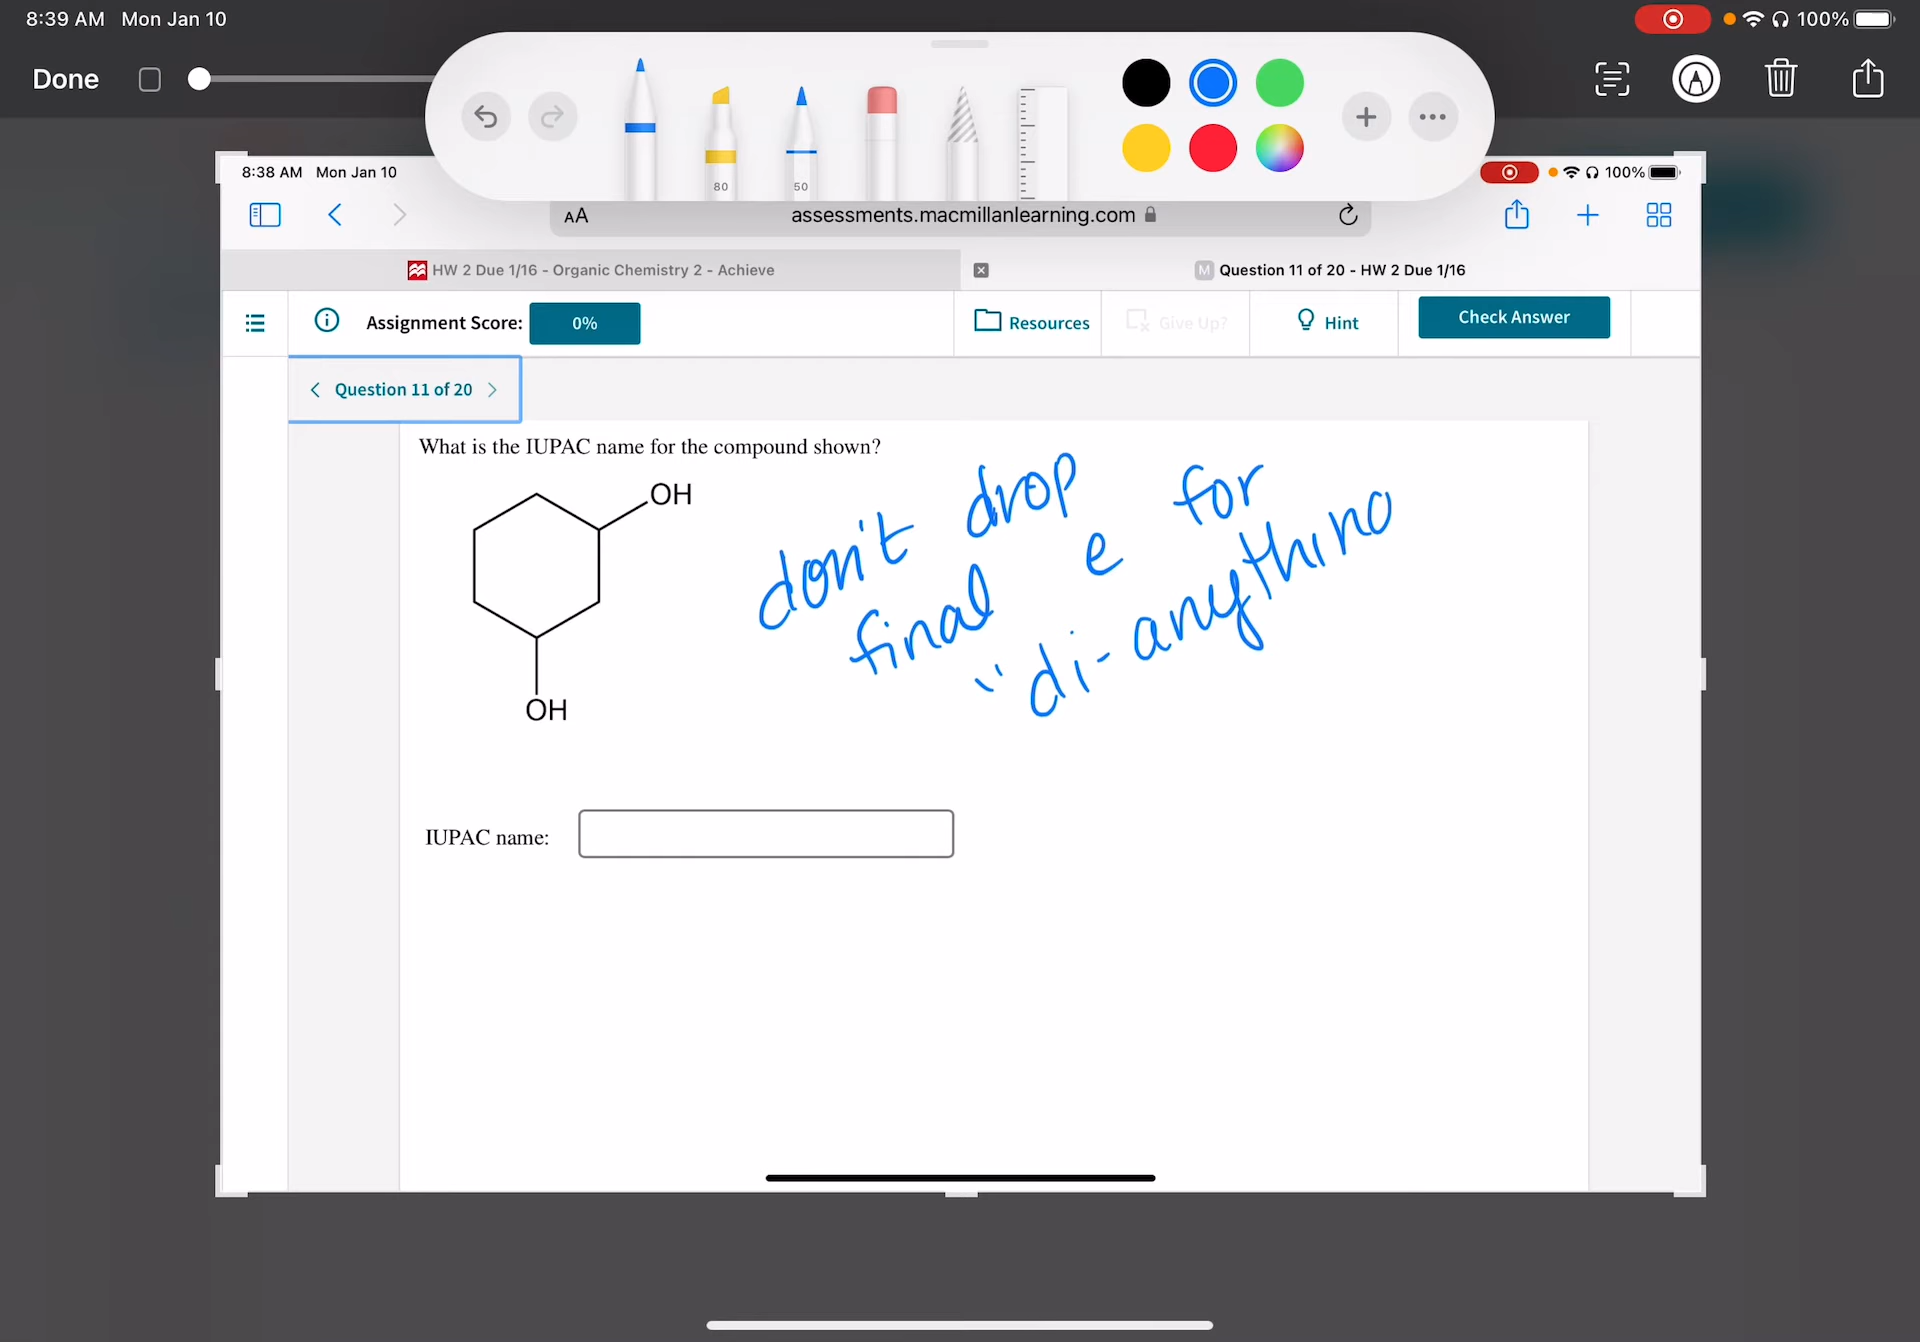 8:39 AM Mon Jan 10
100%
Done
80
50
8:38 AM Mon Jan 10
100%
AA
assessments.macmillanlearning.com
HW 2 Due 1/16 - Organic Chemistry 2 - Achieve
M Question 11 of 20 - HW 2 Due 1/16
Assignment Score: 0%
Resources
Give Up?
Hint
Check Answer
Question 11 of 20
What is the IUPAC name for the compound shown?
OH
OH
don't drop
final e for
"di-anything
IUPAC name: